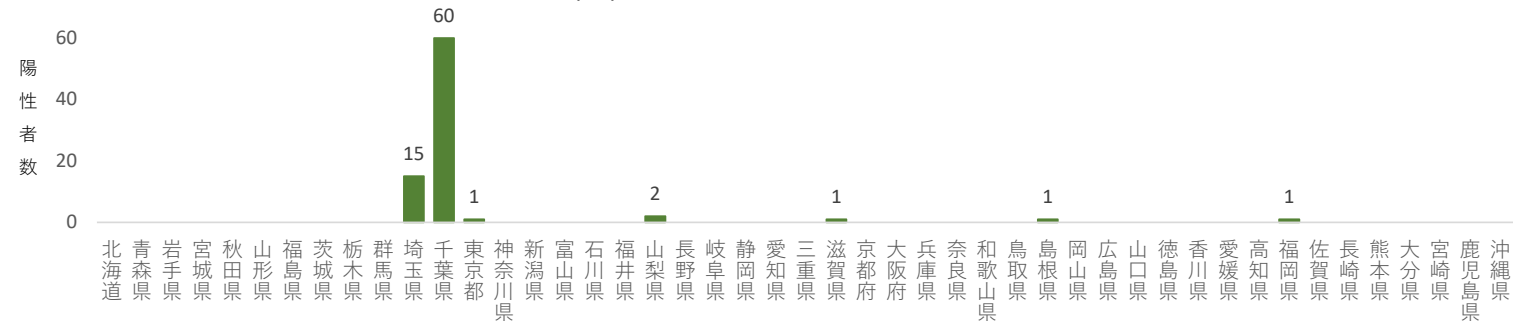 60
60
陽性者数
40
20
0
15
1
2
1
1
1
北海道
青森県
岩手県
宮城県
秋田県
山形県
福島県
茨城県
栃木県
群馬県
埼玉県
千葉県
東京都
神奈川県
新潟県
富山県
石川県
福井県
山梨県
長野県
岐阜県
静岡県
愛知県
三重県
滋賀県
京都府
大阪府
兵庫県
奈良県
和歌山県
鳥取県
島根県
岡山県
広島県
山口県
徳島県
香川県
愛媛県
高知県
福岡県
佐賀県
長崎県
熊本県
大分県
宮崎県
鹿児島県
沖縄県